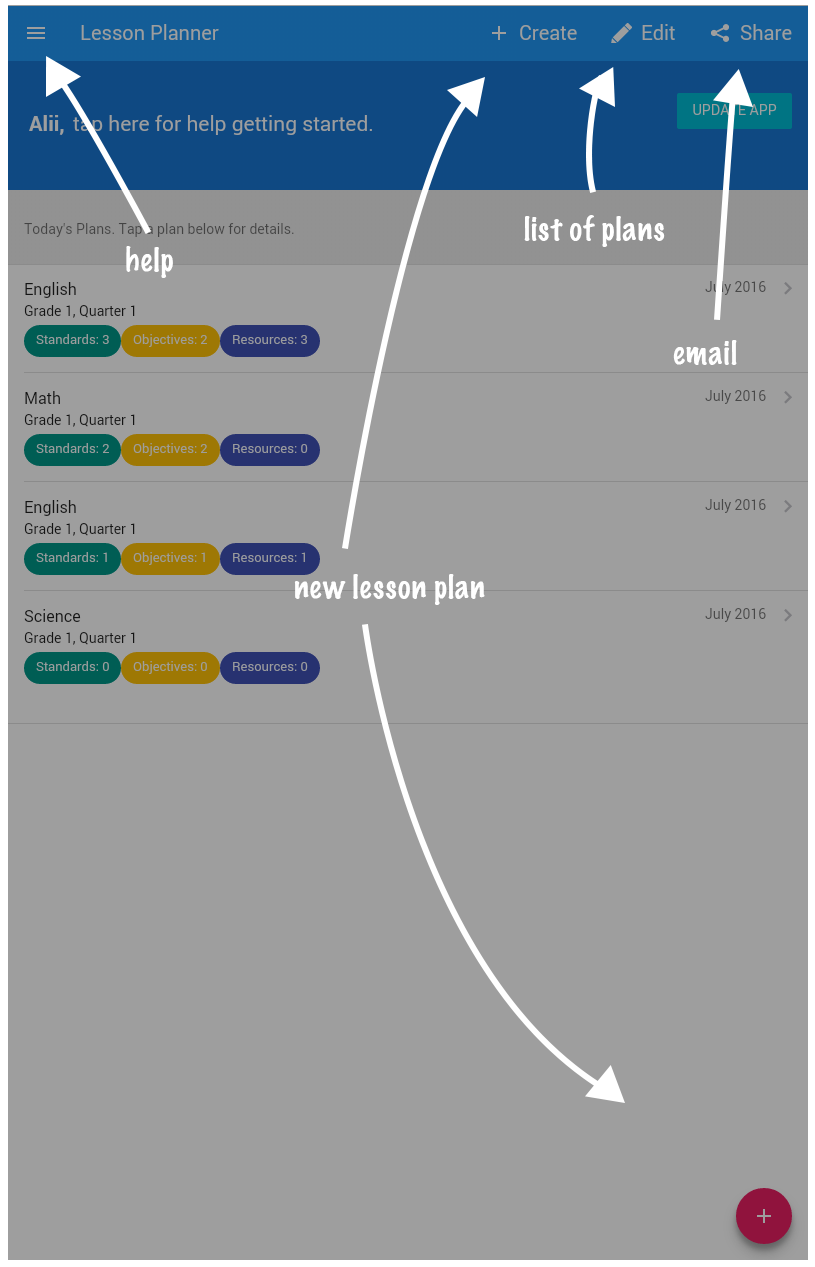 Lesson Planner
+ Create
Edit
Share
Alii, tap here for help getting started.
UPDATE APP
list of plans
Today's Plans. Tap a plan below for details.
help
English
July 2016
Grade 1, Quarter 1
Standards: 3 Objectives: 2 Resources: 3
email
Math
July 2016
Grade 1, Quarter 1
Standards: 2 Objectives: 2 Resources: 0
English
July 2016
Grade 1, Quarter 1
Standards: 1 Objectives: 1 Resources: 1
new lesson plan
Science
July 2016
Grade 1, Quarter 1
Standards: 0 Objectives: 0 Resources: 0
+